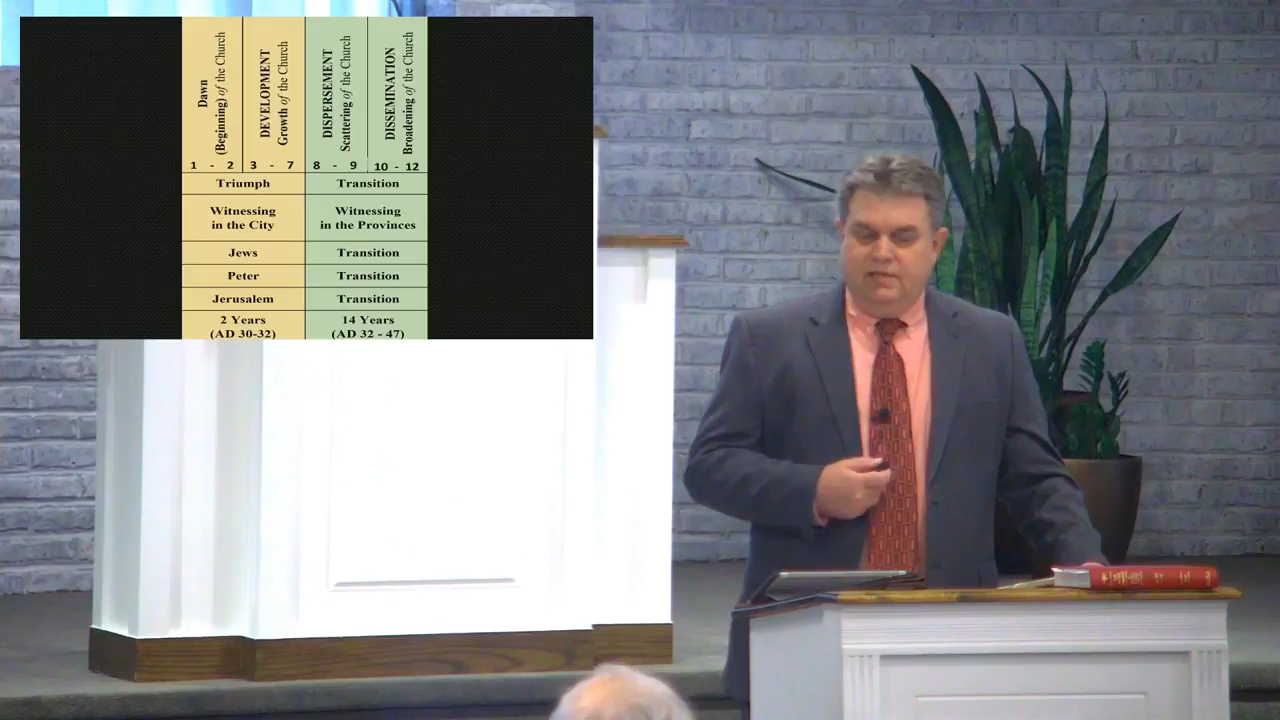 Dawn
(Beginning) of the Church
DEVELOPMENT
Growth of the Church
DISPERSEMENT
Scattering of the Church
DISSEMINATION
Broadening of the Church
1 - 2
3 - 7
8 - 9
10 - 12
Triumph
Transition
Witnessing
in the City
Witnessing
in the Provinces
Jews
Transition
Peter
Transition
Jerusalem
Transition
2 Years
(AD 30-32)
14 Years
(AD 32 - 47)